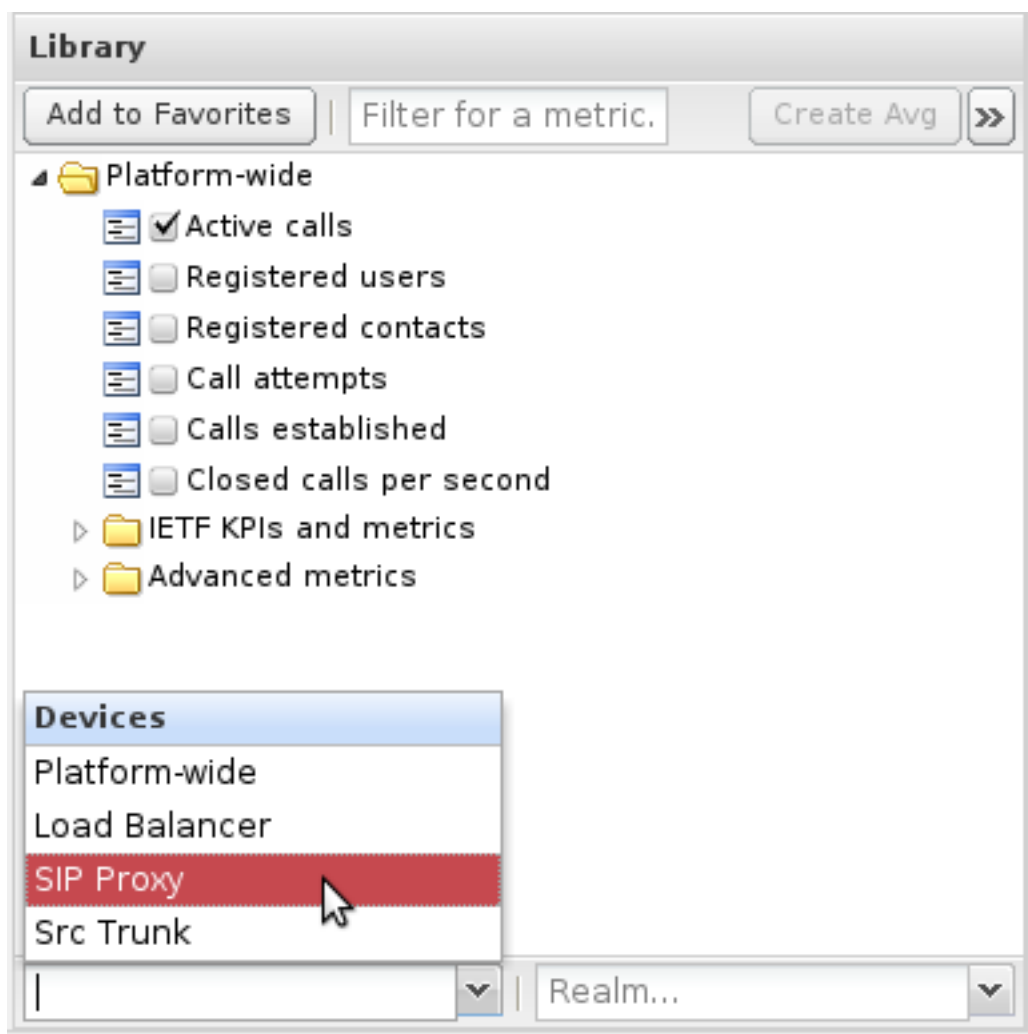 Library
Add to Favorites Filter for a metric. Create Avg »
Platform-wide
Active calls
Registered users
Registered contacts
Call attempts
Calls established
Closed calls per second
IETF KPIs and metrics
Advanced metrics
Devices
Platform-wide
Load Balancer
SIP Proxy
Src Trunk
Realm...